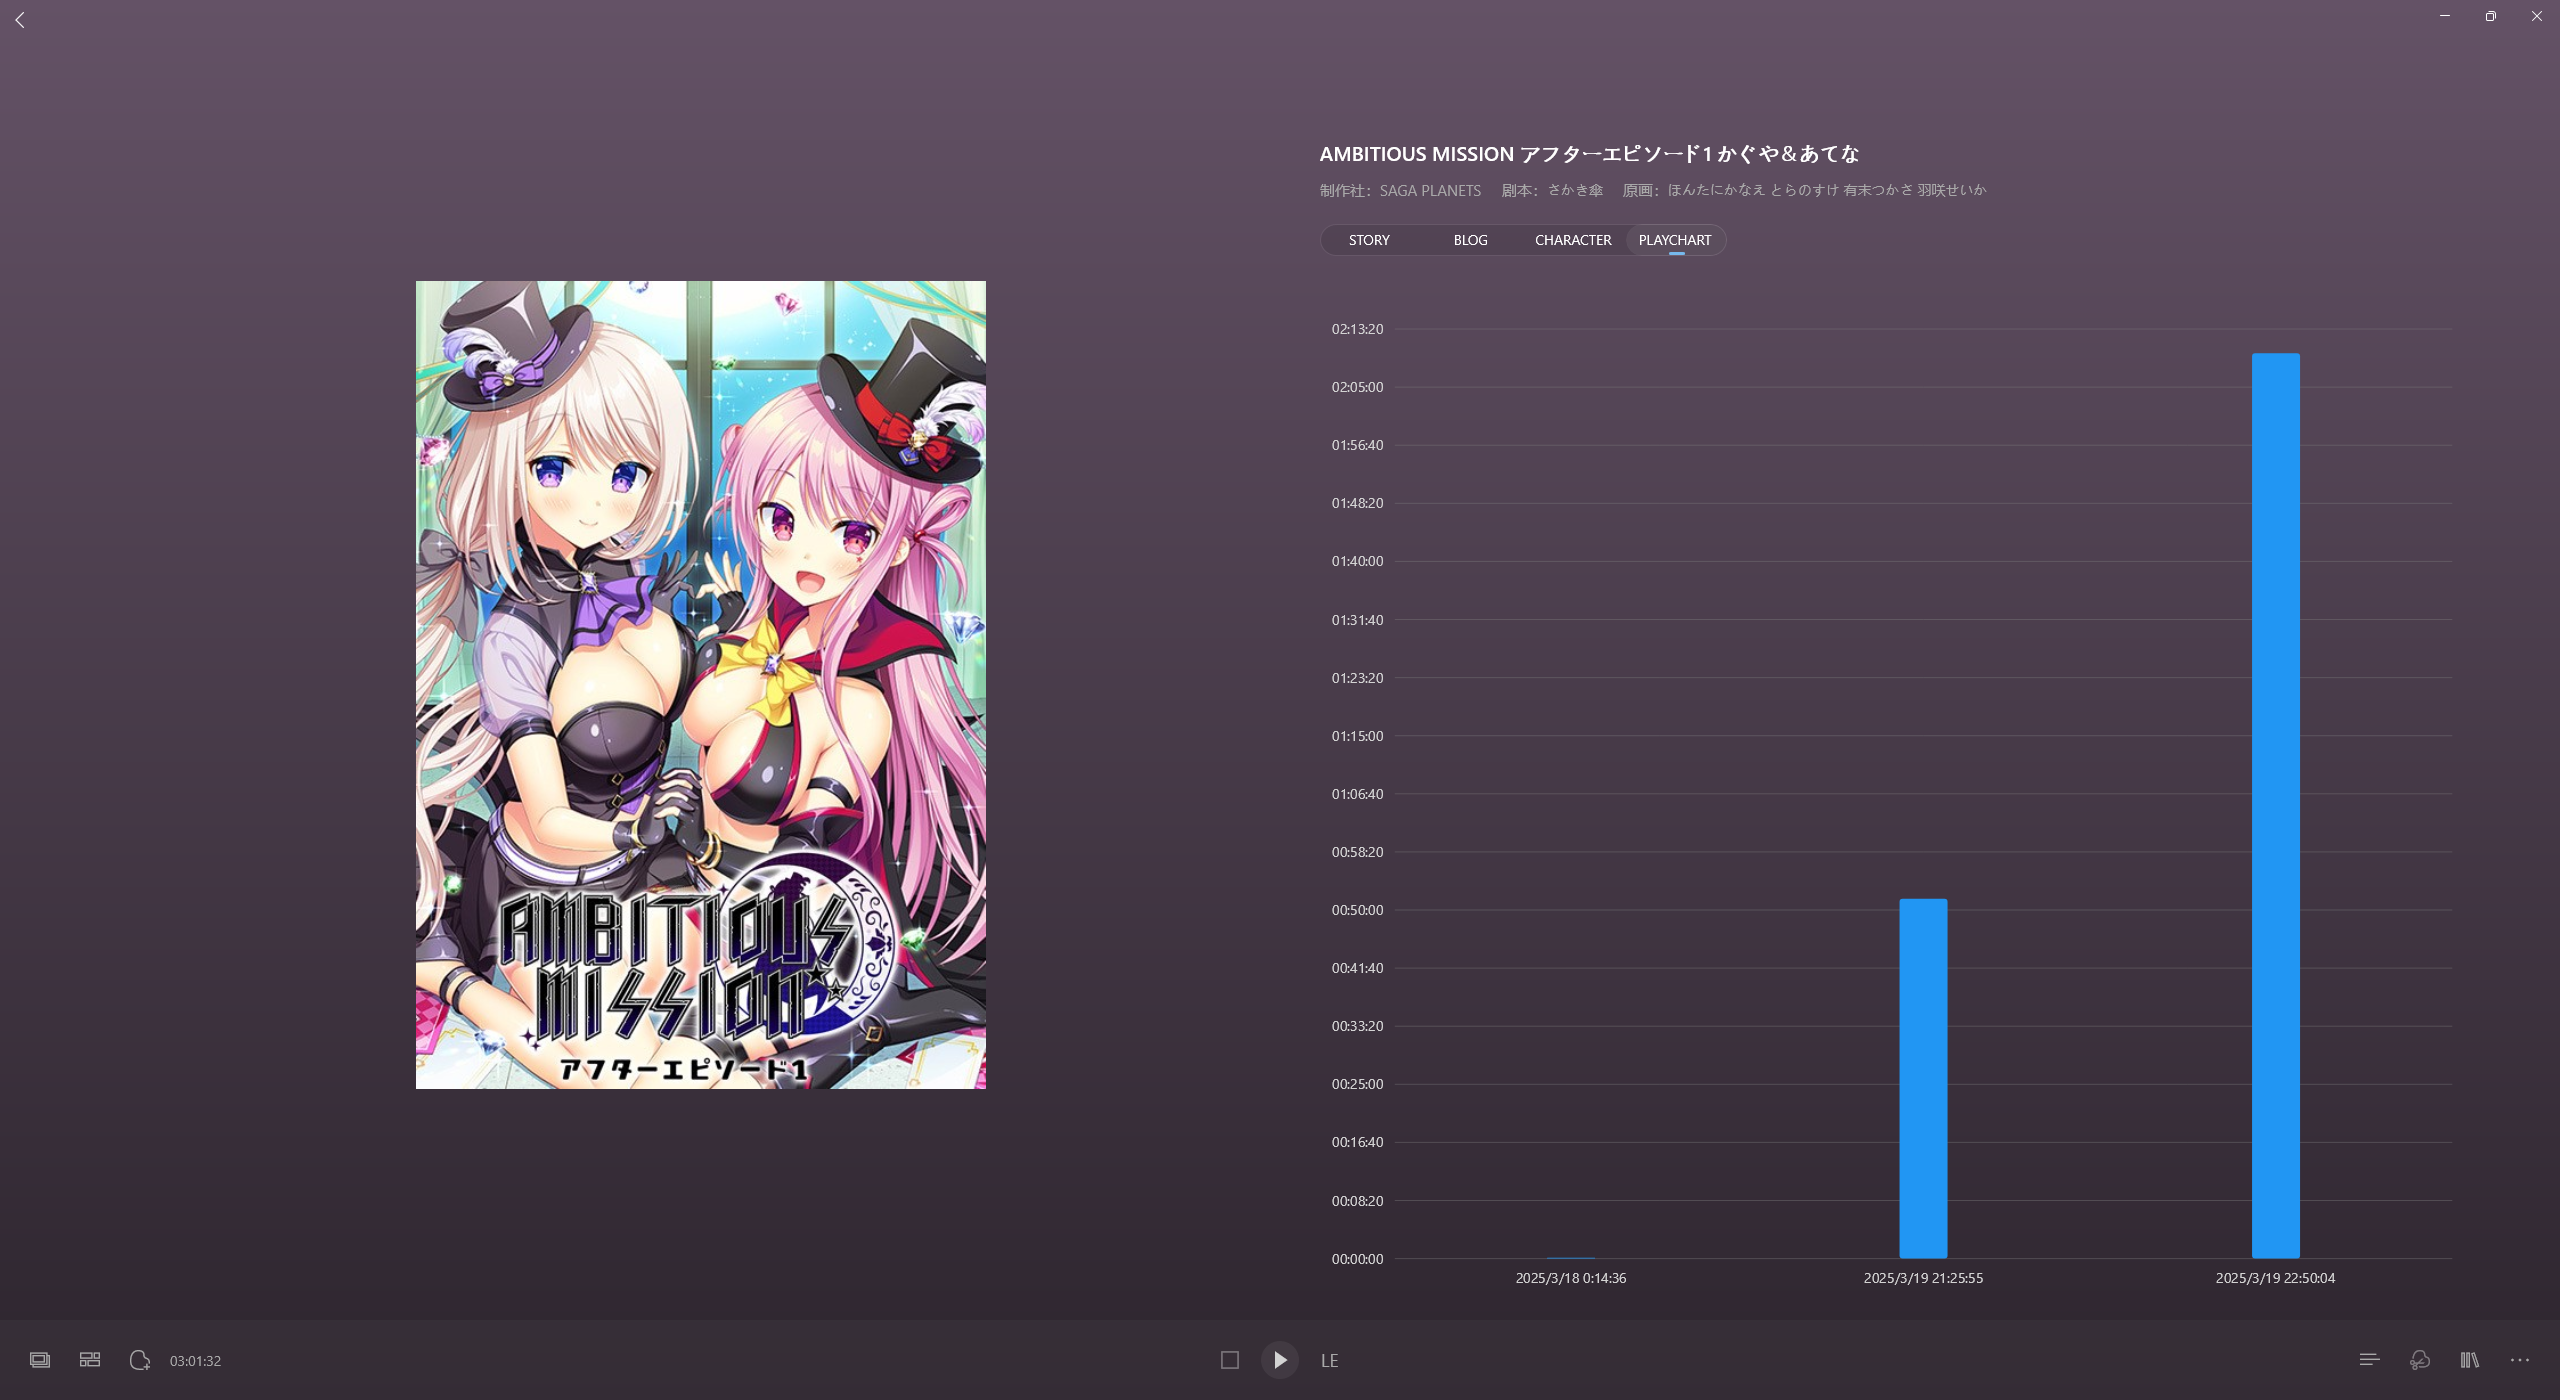 AMBITIOUS MISSION アフターエピソード1 かぐや＆あてな
制作社：SAGA PLANETS 剧本：さかき傘 原画：ほんたにかなえ とらのすけ 有末つかさ 羽咲せいか
STORY BLOG CHARACTER PLAYCHART
AMBITIOUS
MISSION
アフターエピソード1
02:13:20
02:05:00
01:56:40
01:48:20
01:40:00
01:31:40
01:23:20
01:15:00
01:06:40
00:58:20
00:50:00
00:41:40
00:33:20
00:25:00
00:16:40
00:08:20
00:00:00
2025/3/18 0:14:36 2025/3/19 21:25:55 2025/3/19 22:50:04
03:01:32 LE